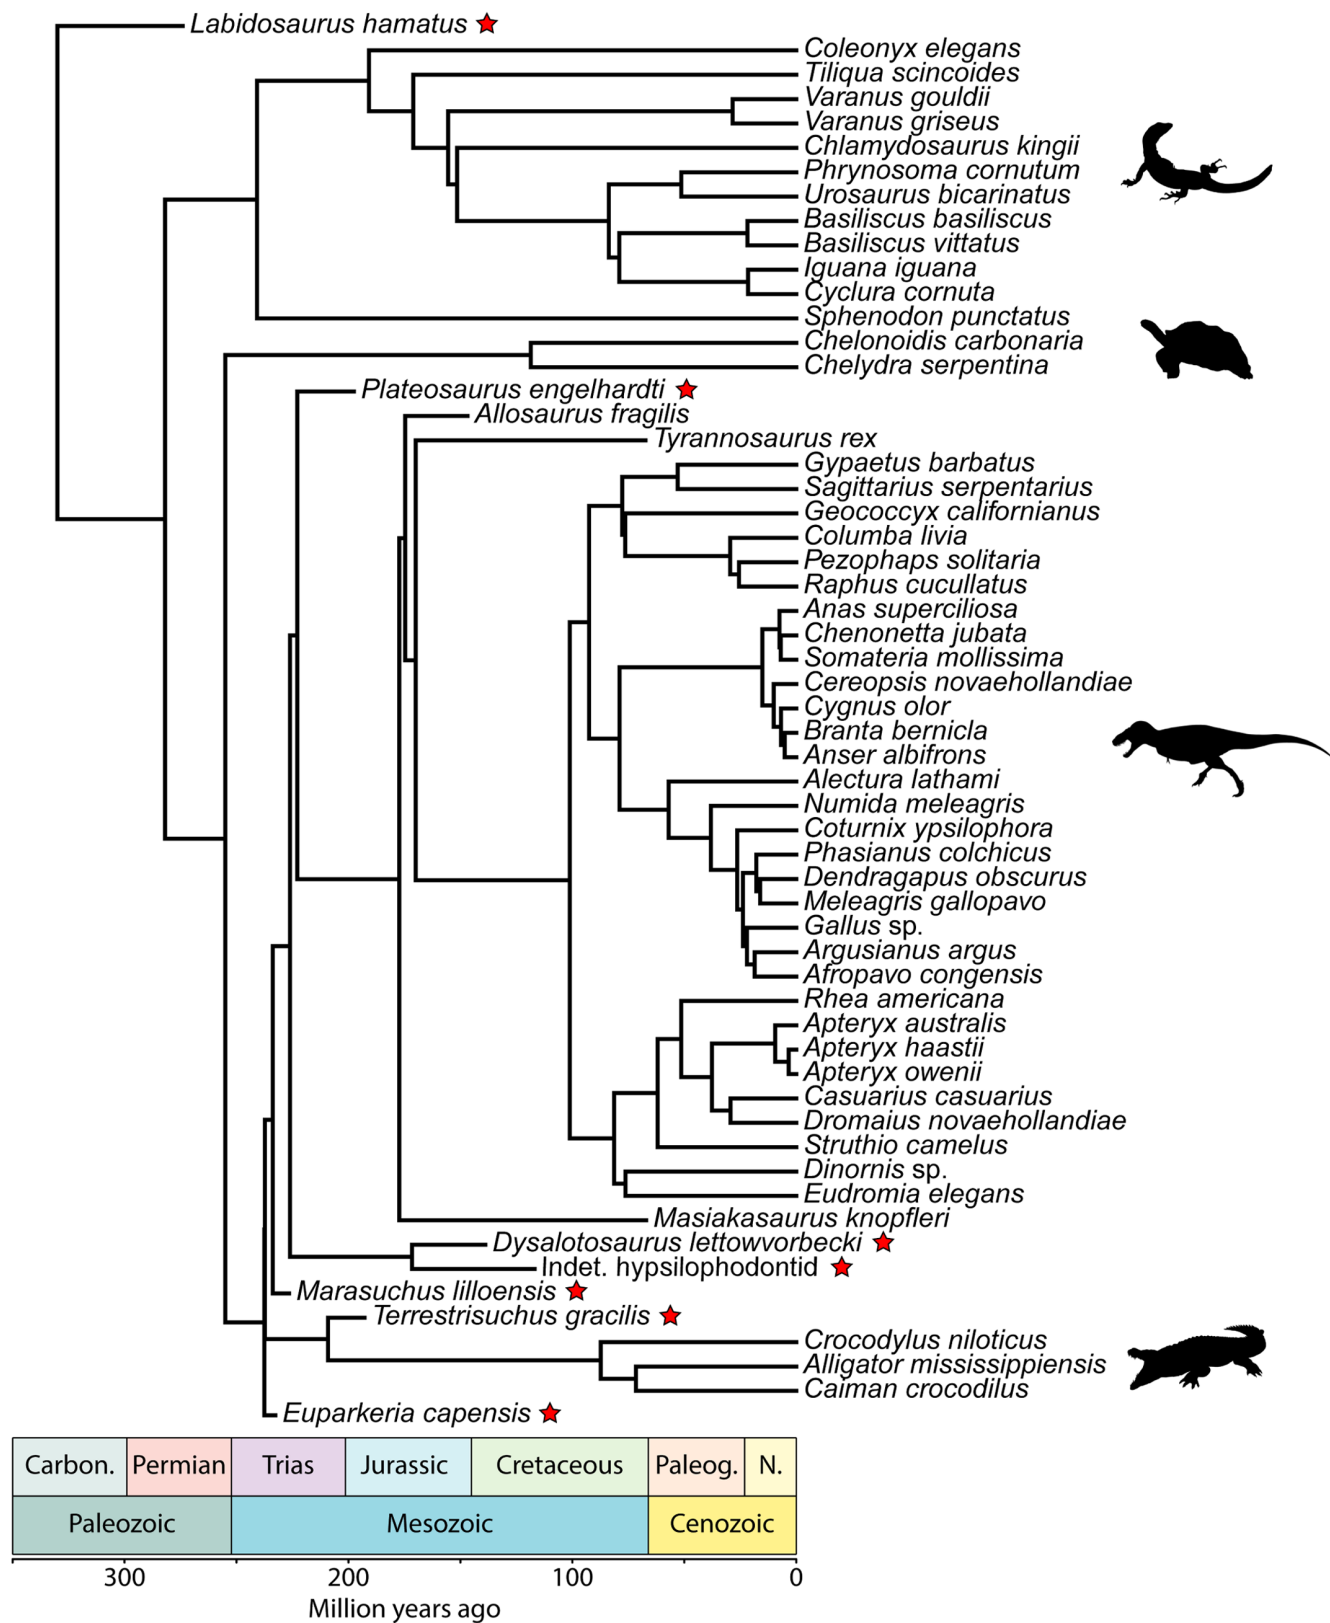 Labidosaurus hamatus
Coleonyx elegans
Tiliqua scincoides
Varanus gouldii
Varanus griseus
Chlamydosaurus kingii
Phrynosoma cornutum
Urosaurus bicarinatus
Basiliscus basiliscus
Basiliscus vittatus
Iguana iguana
Cyclura cornuta
Sphenodon punctatus
Chelonoidis carbonaria
Chelydra serpentina
Plateosaurus engelhardti
Allosaurus fragilis
Tyrannosaurus rex
Gypaetus barbatus
Sagittarius serpentarius
Geococcyx californianus
Columba livia
Pezophaps solitaria
Raphus cucullatus
Anas superciliosa
Chenonetta jubata
Somateria mollissima
Cereopsis novaehollandiae
Cygnus olor
Branta bernicla
Anser albifrons
Alectura lathami
Numida meleagris
Coturnix ypsilophora
Phasianus colchicus
Dendragapus obscurus
Meleagris gallopavo
Gallus sp.
Argusianus argus
Afropavo congensis
Rhea americana
Apteryx australis
Apteryx haastii
Apteryx owenii
Casuarius casuarius
Dromaius novaehollandiae
Struthio camelus
Dinornis sp.
Eudromia elegans
Masiakasaurus knopfleri
Dysalotosaurus lettowvorbecki
Indet. hypsilophodontid
Marasuchus lilloensis
Terrestrisuchus gracilis
Crocodylus niloticus
Alligator mississippiensis
Caiman crocodilus
Euparkeria capensis
Carbon. Permian Trias Jurassic Cretaceous Paleog. N.
Paleozoic Mesozoic Cenozoic
300 200 100 0
Million years ago